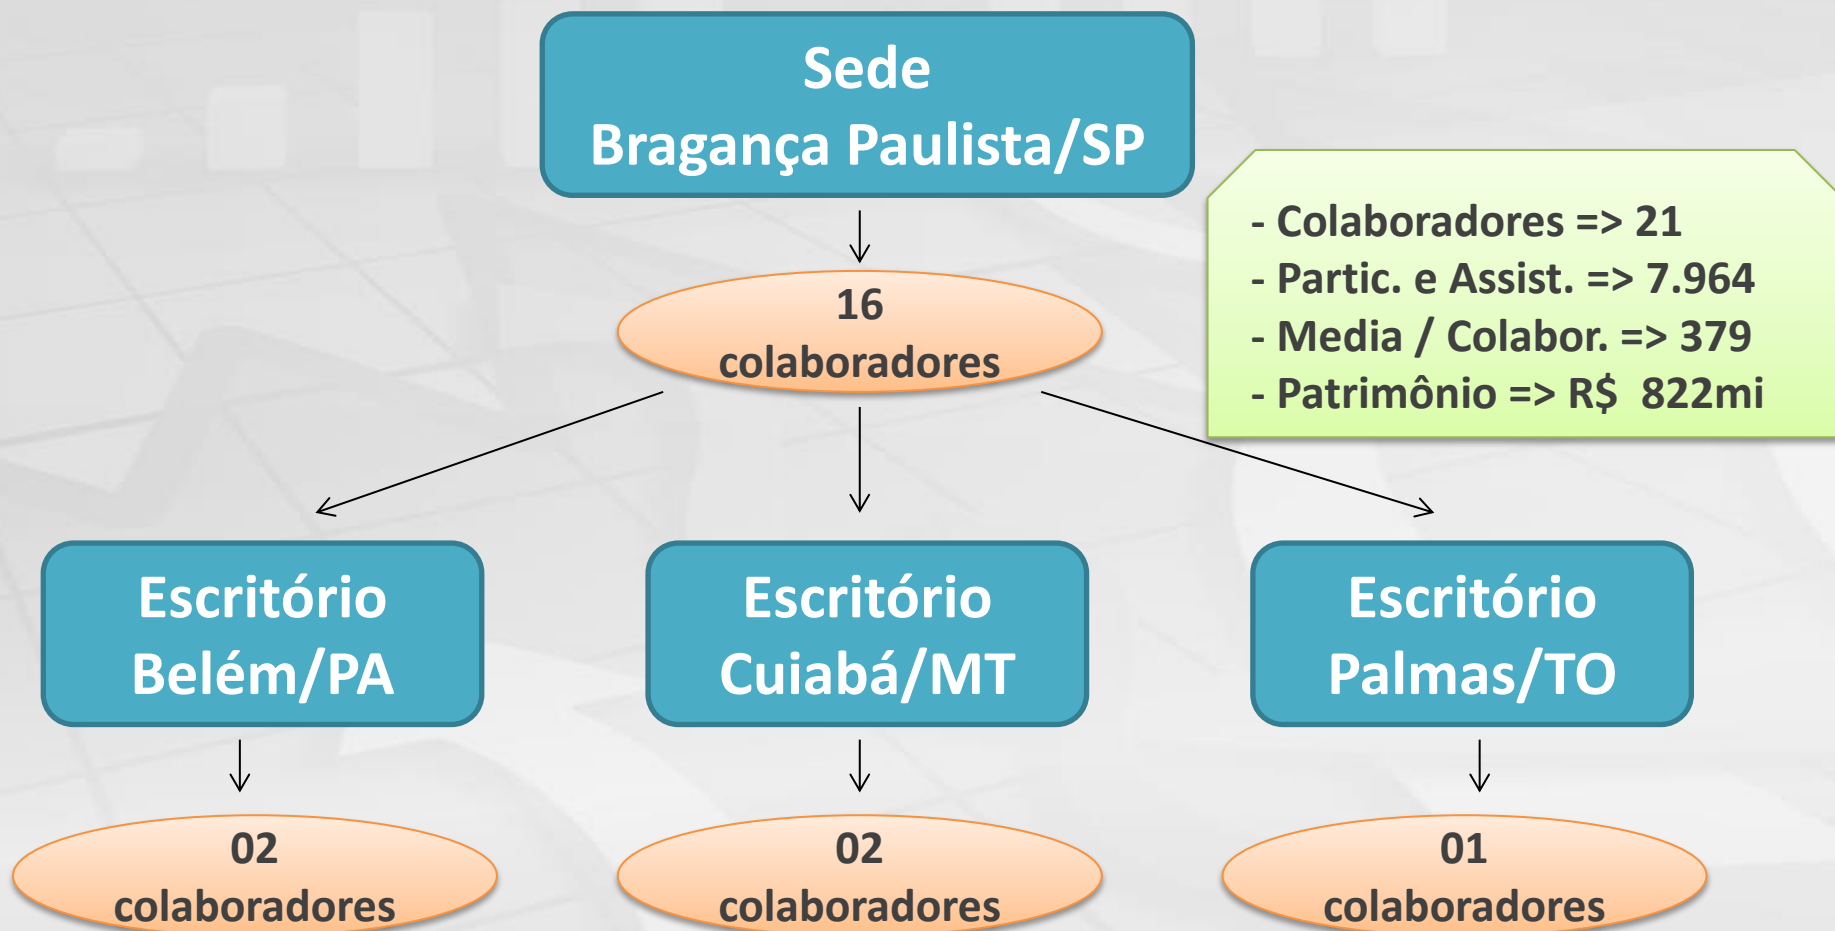 Sede
Bragança Paulista/SP
- Colaboradores => 21
- Partic. e Assist. => 7.964
- Media / Colabor. => 379
- Patrimônio => R$  822mi
16
colaboradores
Escritório
Belém/PA
Escritório
Cuiabá/MT
Escritório
Palmas/TO
02
colaboradores
02
colaboradores
01
colaboradores